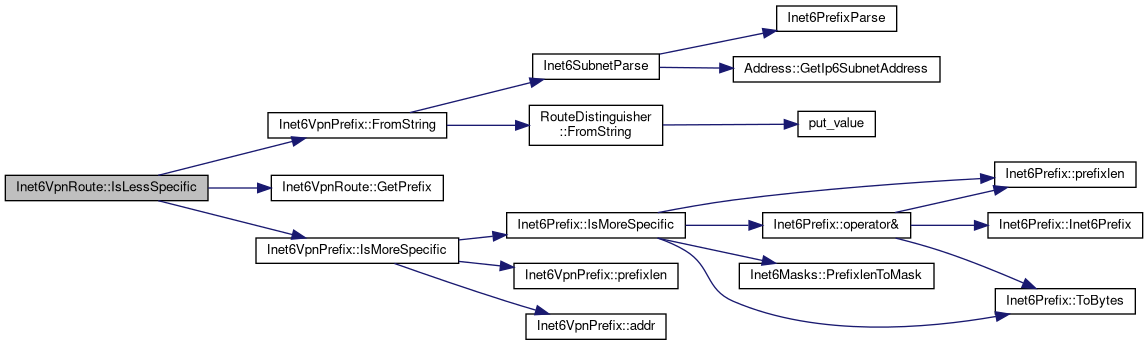 Inet6VpnRoute::IsLessSpecific
Inet6VpnPrefix::FromString
Inet6SubnetParse
Inet6PrefixParse
Address::GetIp6SubnetAddress
RouteDistinguisher
::FromString
put_value
Inet6VpnRoute::GetPrefix
Inet6VpnPrefix::IsMoreSpecific
Inet6Prefix::IsMoreSpecific
Inet6Prefix::prefixlen
Inet6Prefix::operator&
Inet6Prefix::Inet6Prefix
Inet6Masks::PrefixlenToMask
Inet6Prefix::ToBytes
Inet6VpnPrefix::prefixlen
Inet6VpnPrefix::addr